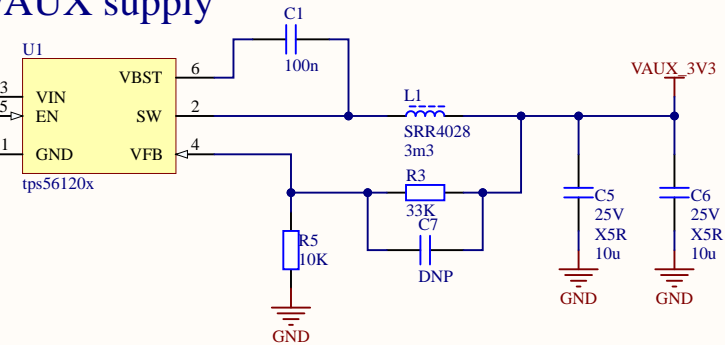 VAUX supply
C1
100n
U1
VBST
6
3
VIN
5
EN
SW
2
1
GND
VFB
4
tps56120x
L1
SRR4028
3m3
VAUX_3V3
R3
33K
C7
DNP
R5
10K
GND
C5
25V
X5R
10u
GND
C6
25V
X5R
10u
GND